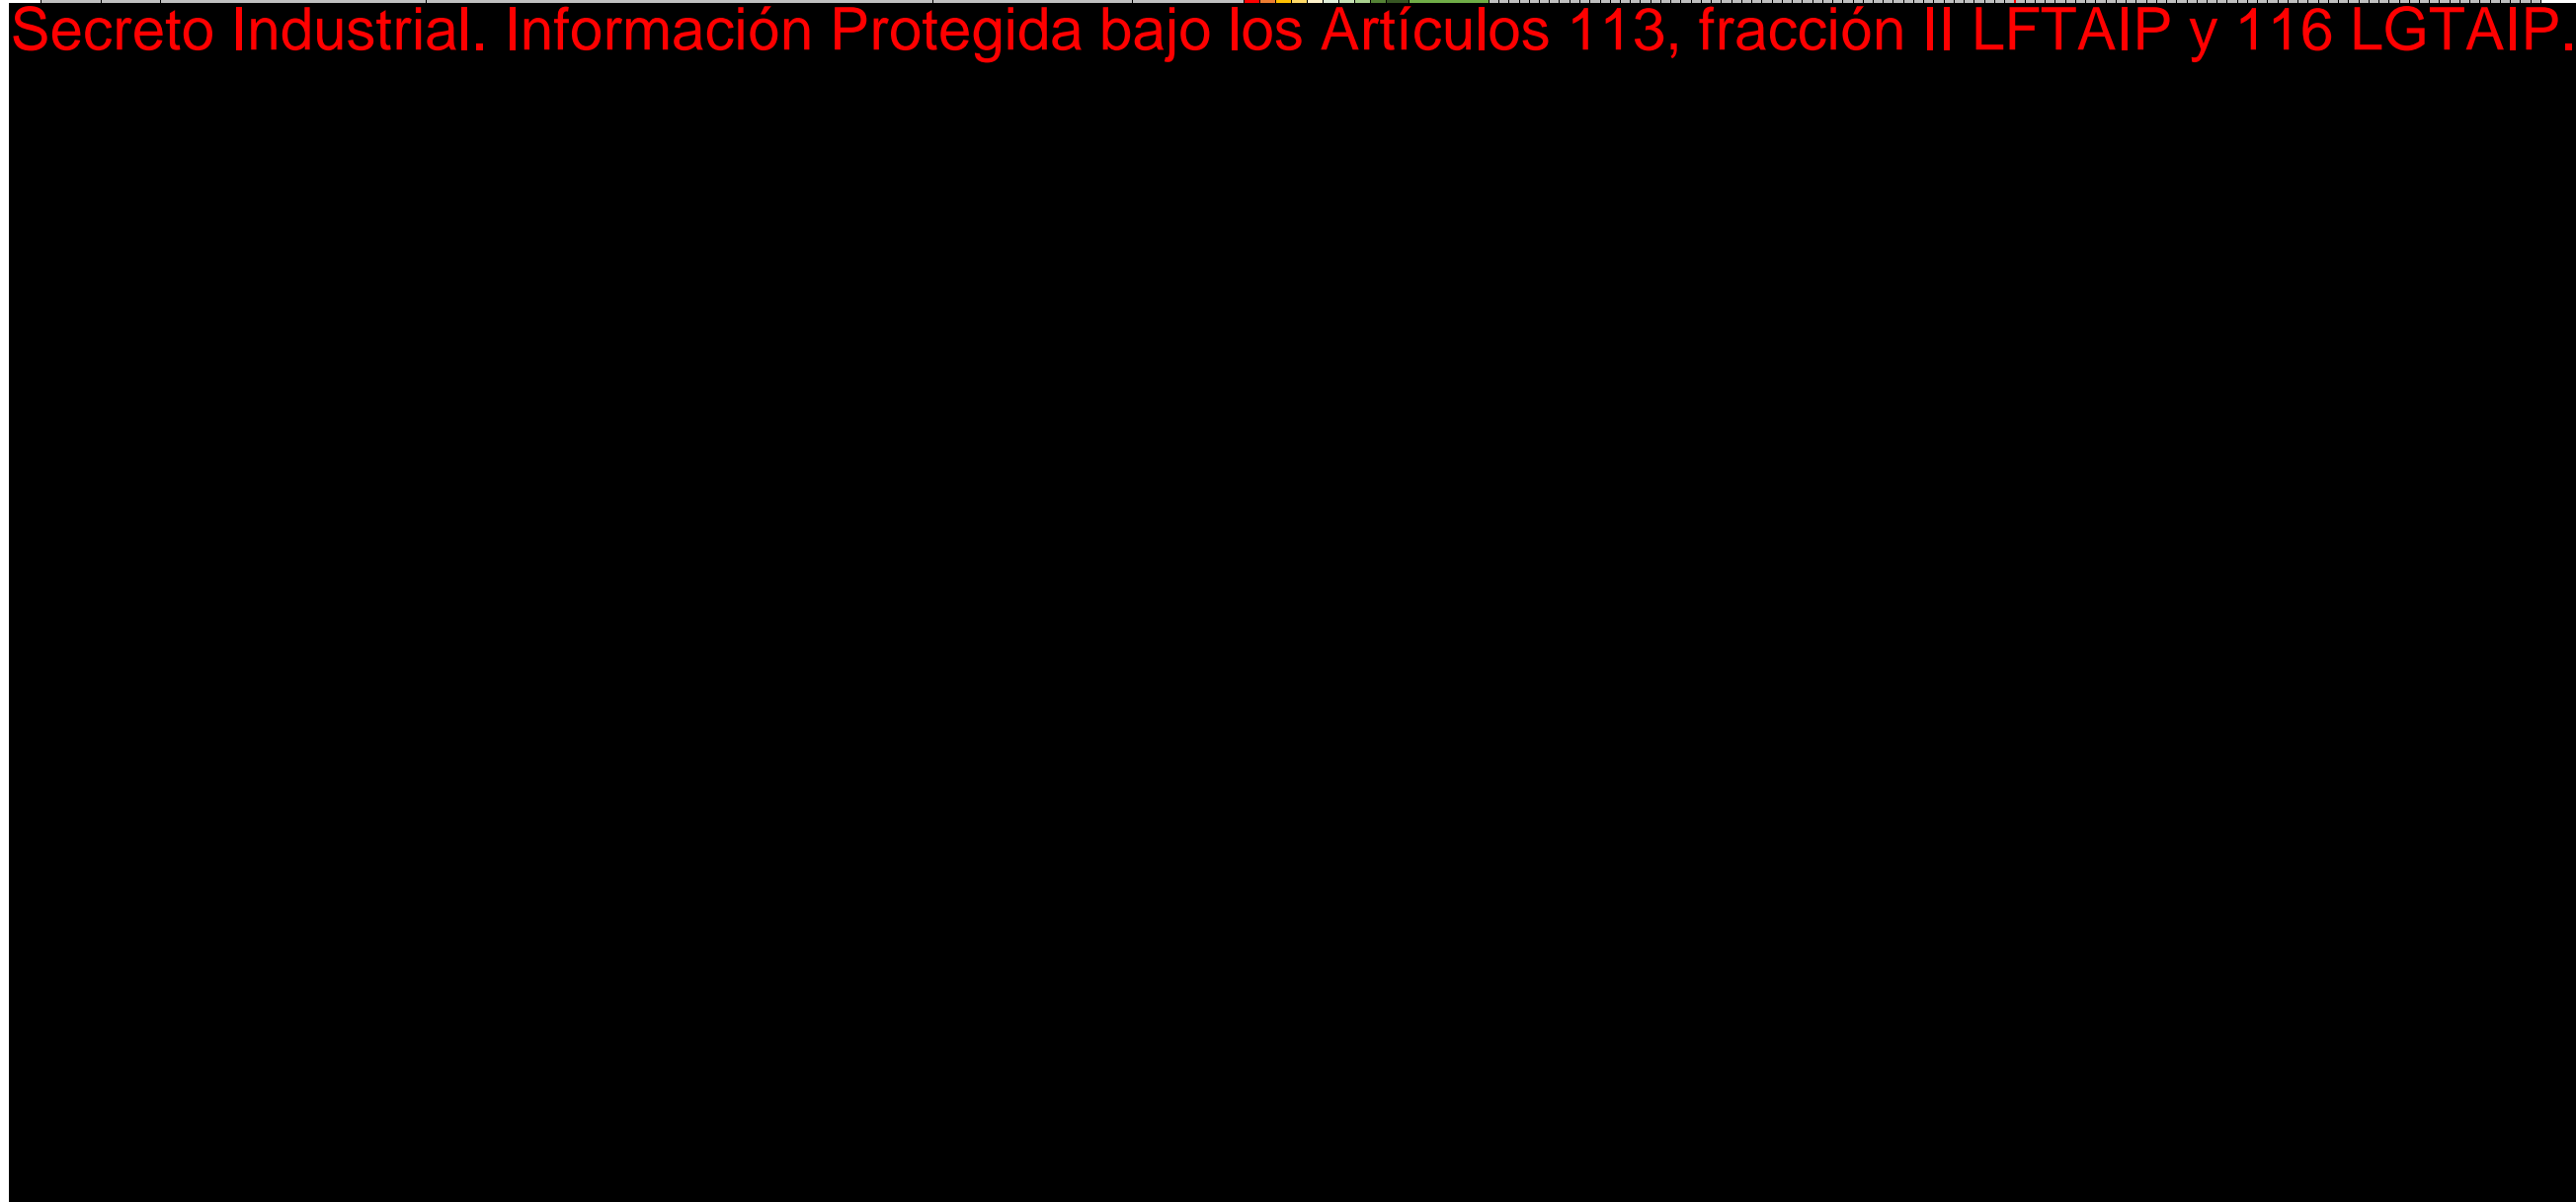 Secreto Industrial. Información Protegida bajo los Artículos 113, fracción II LFTAIP y 116 LGTAIP.